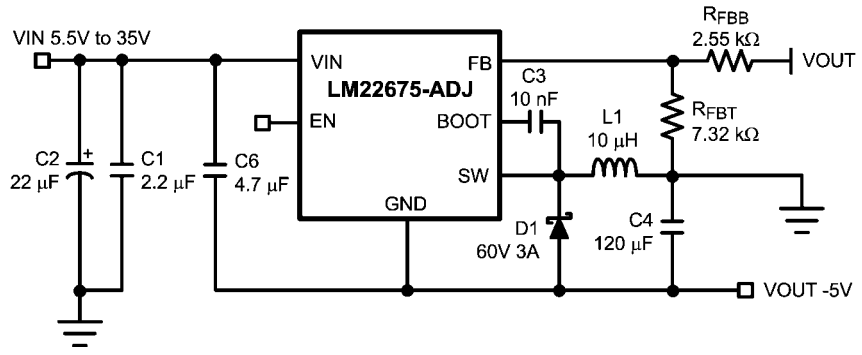 VIN 5.5V to 35V
VIN
FB
LM22675-ADJ
EN
BOOT
SW
GND
C3
10 nF
RFBB
2.55 kΩ
VOUT
L1
10 μH
RFBT
7.32 kΩ
C2
22 μF
+
C1
2.2 μF
C6
4.7 μF
D1
60V 3A
C4
120 μF
VOUT -5V